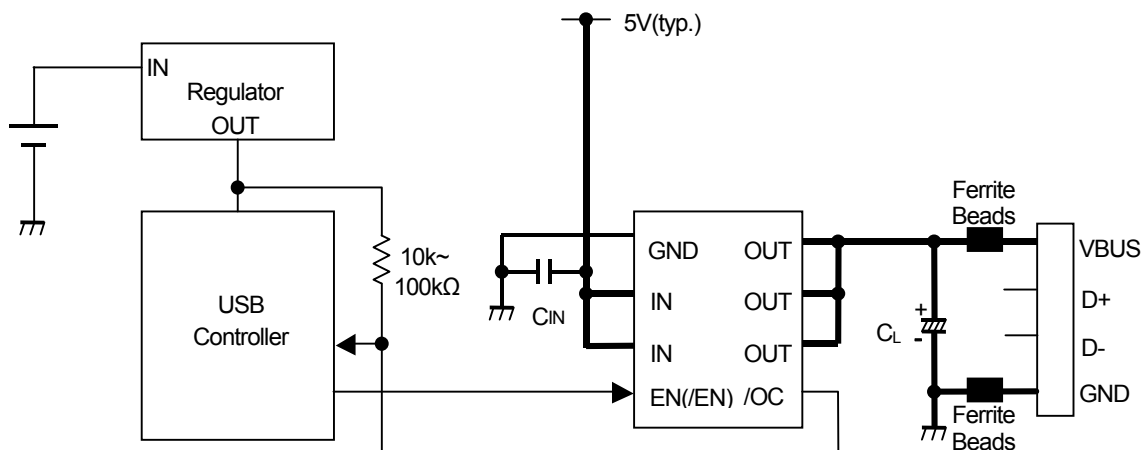 5V(typ.)
IN
Regulator
OUT
10k~
100kΩ
USB
Controller
CIN
GND OUT
IN OUT
IN OUT
EN(/EN) /OC
Ferrite
Beads
+
CL
-
VBUS
D+
D-
GND
Ferrite
Beads